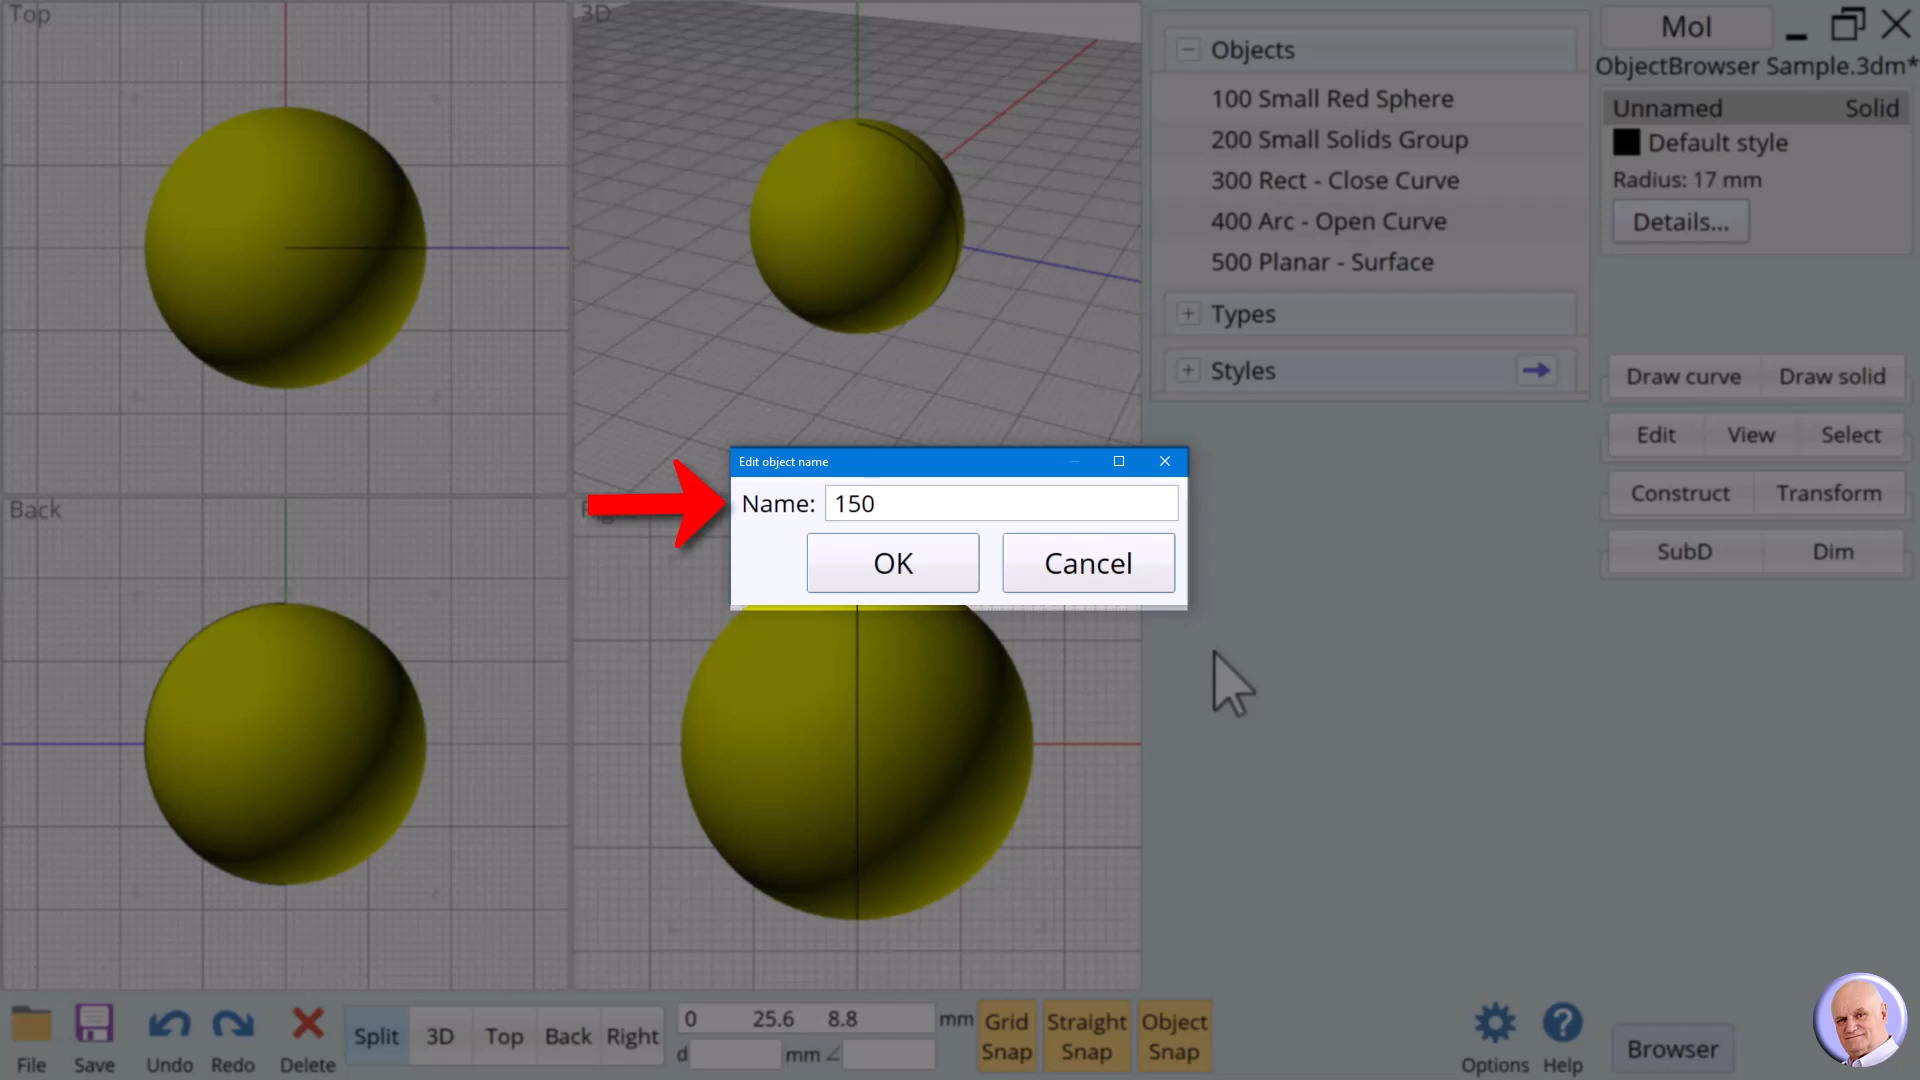 Top
3D
Objects
100 Small Red Sphere
200 Small Solids Group
300 Rect - Close Curve
400 Arc - Open Curve
500 Planar - Surface
Types
Styles
MoI
ObjectBrowser Sample.3dm*
Unnamed Solid
Default style
Radius: 17 mm
Details...
Draw curve Draw solid
Edit View Select
Construct Transform
SubD Dim
Edit object name
Name: 150
OK Cancel
Back
File Save Undo Redo Delete
Split 3D Top Back Right
0 25.6 8.8 mm
d mm ∠
Grid Snap
Straight Snap
Object Snap
Options Help
Browser